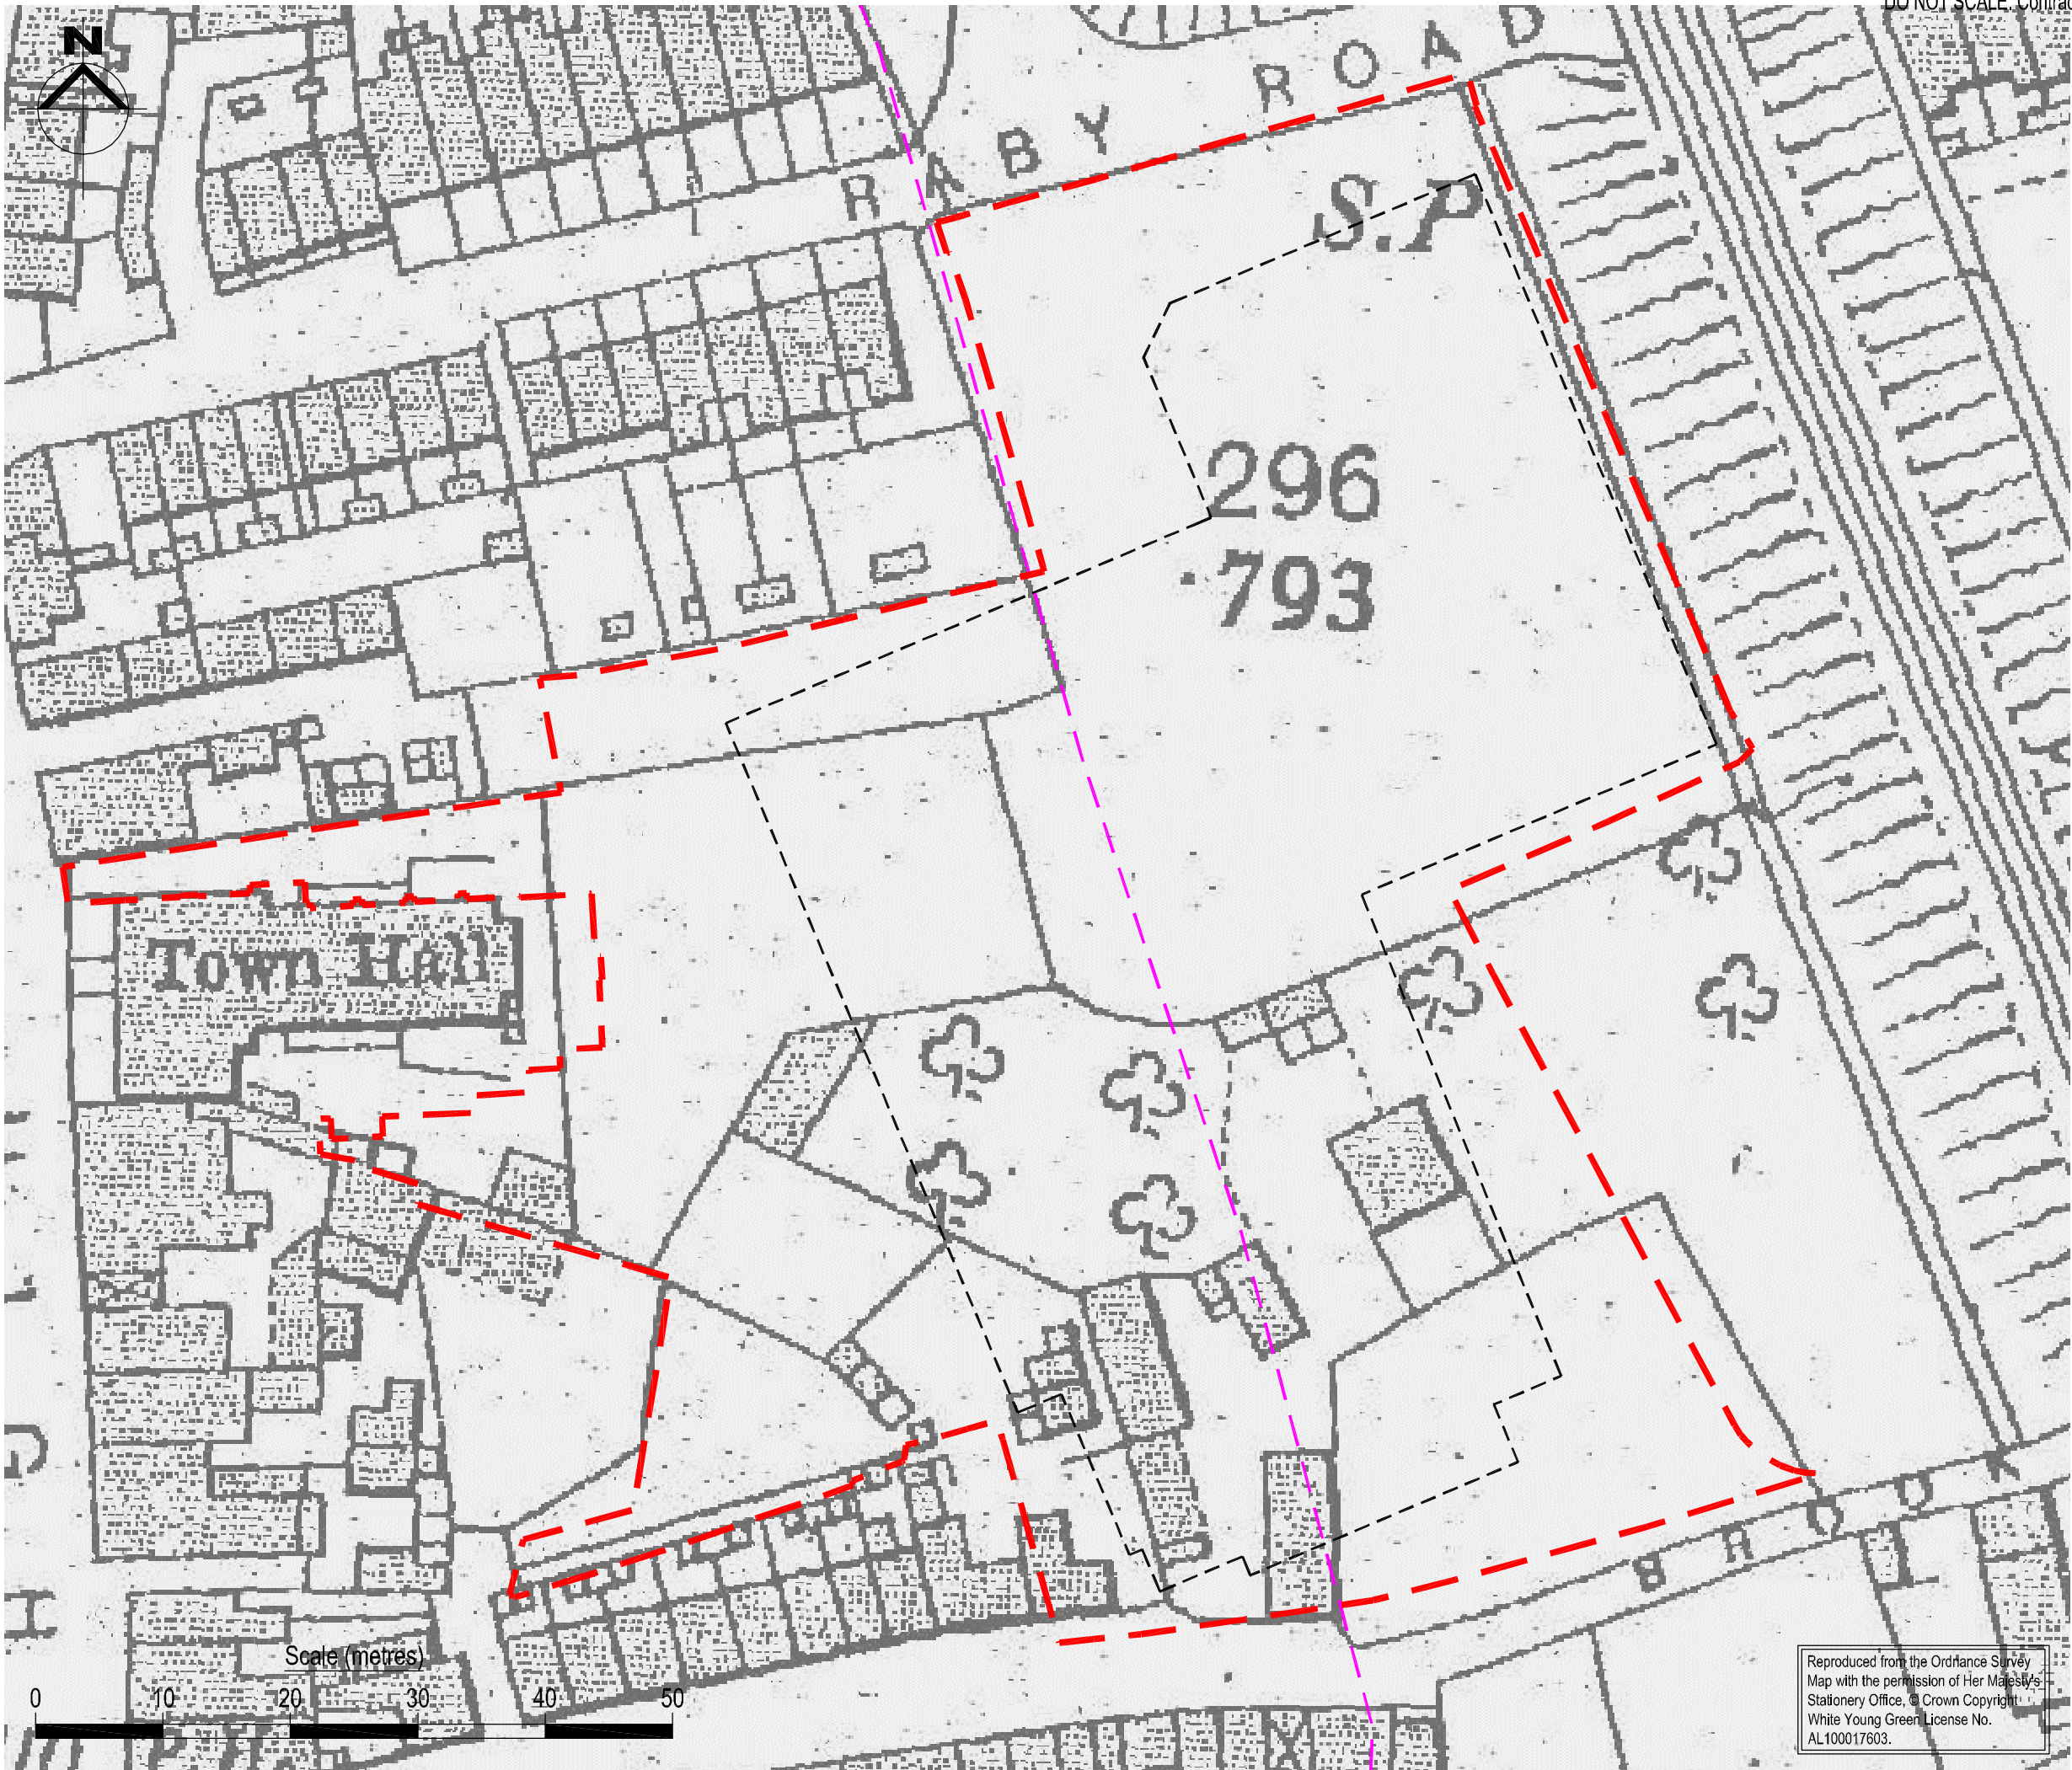 DO NOT SCALE. Contrac
N
RABY ROAD
S.P
296
.793
Town Hall
BROU
K
Scale (metres)
0 10 20 30 40 50
Reproduced from the Ordnance Survey
Map with the permission of Her Majesty's
Stationery Office, © Crown Copyright
White Young Green License No.
AL100017603.